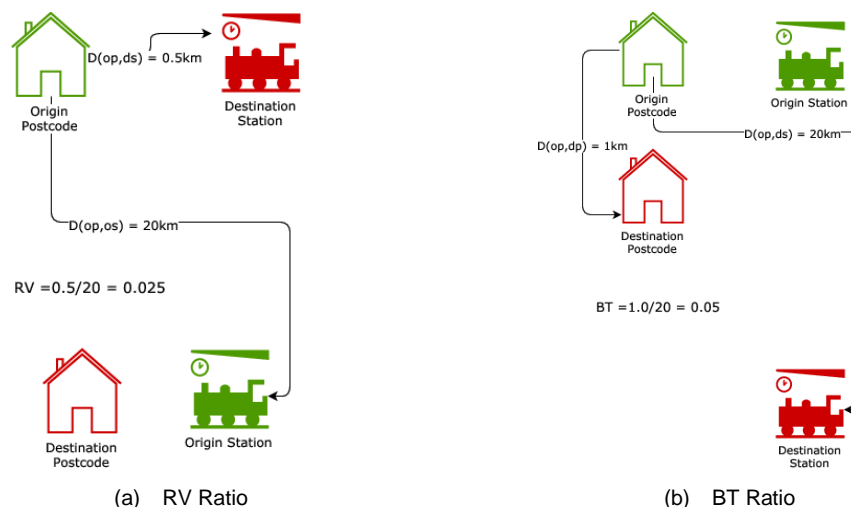 D(op,ds) = 0.5km
Origin
Postcode
Destination
Station
D(op,os) = 20km
RV =0.5/20 = 0.025
Destination
Postcode
Origin Station
(a) RV Ratio
Origin
Postcode
Origin Station
D(op,ds) = 20km
D(op,dp) = 1km
Destination
Postcode
BT =1.0/20 = 0.05
Destination
Station
(b) BT Ratio